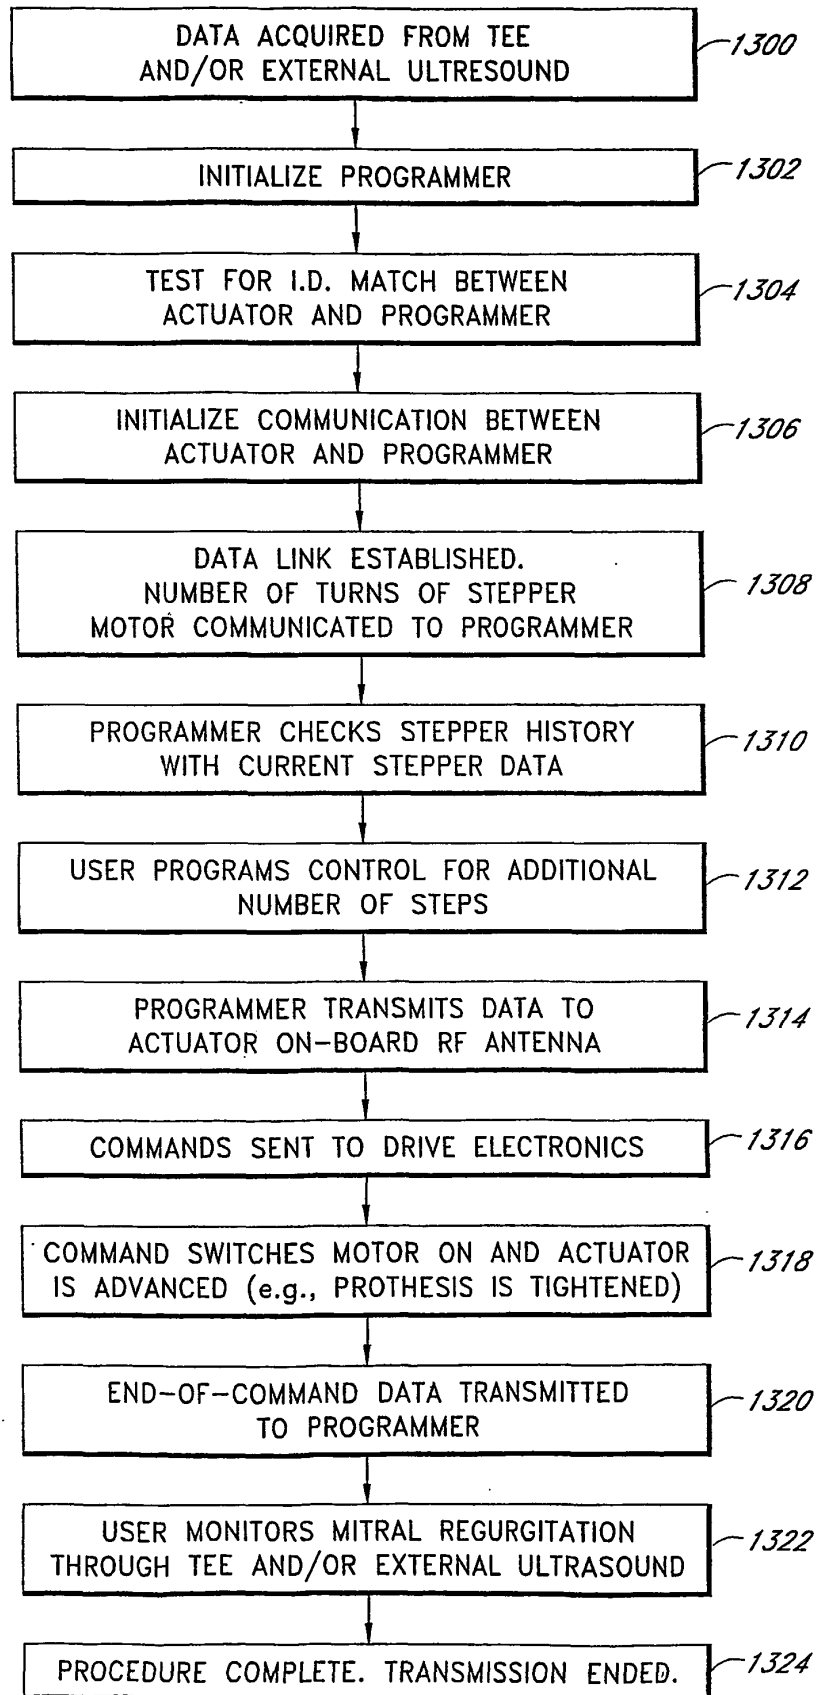 DATA ACQUIRED FROM TEE
AND/OR EXTERNAL ULTRESOUND
1300
INITIALIZE PROGRAMMER
1302
TEST FOR I.D. MATCH BETWEEN
ACTUATOR AND PROGRAMMER
1304
INITIALIZE COMMUNICATION BETWEEN
ACTUATOR AND PROGRAMMER
1306
DATA LINK ESTABLISHED.
NUMBER OF TURNS OF STEPPER
MOTOR COMMUNICATED TO PROGRAMMER
1308
PROGRAMMER CHECKS STEPPER HISTORY
WITH CURRENT STEPPER DATA
1310
USER PROGRAMS CONTROL FOR ADDITIONAL
NUMBER OF STEPS
1312
PROGRAMMER TRANSMITS DATA TO
ACTUATOR ON-BOARD RF ANTENNA
1314
COMMANDS SENT TO DRIVE ELECTRONICS
1316
COMMAND SWITCHES MOTOR ON AND ACTUATOR
IS ADVANCED (e.g., PROTHESIS IS TIGHTENED)
1318
END-OF-COMMAND DATA TRANSMITTED
TO PROGRAMMER
1320
USER MONITORS MITRAL REGURGITATION
THROUGH TEE AND/OR EXTERNAL ULTRASOUND
1322
PROCEDURE COMPLETE. TRANSMISSION ENDED.
1324